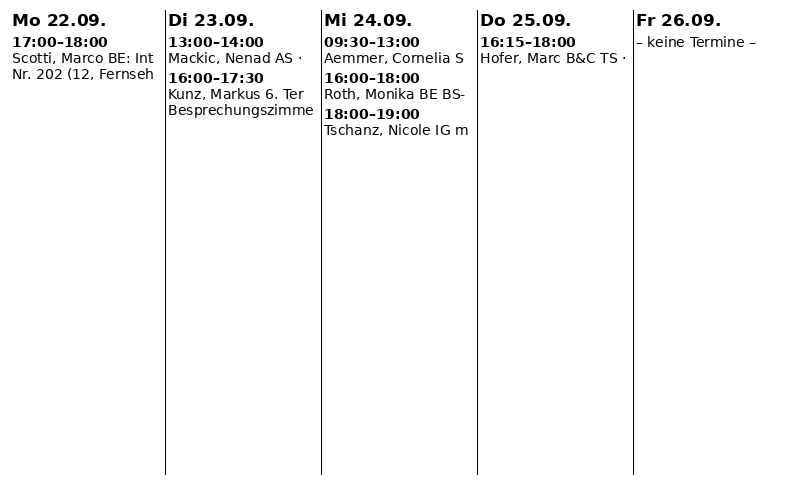 Mo 22.09.
17:00–18:00
Scotti, Marco BE: Int
Nr. 202 (12, Fernseh
Di 23.09.
13:00–14:00
Mackic, Nenad AS ·
16:00–17:30
Kunz, Markus 6. Ter
Besprechungszimme
Mi 24.09.
09:30–13:00
Aemmer, Cornelia S
16:00–18:00
Roth, Monika BE BS-
18:00–19:00
Tschanz, Nicole IG m
Do 25.09.
16:15–18:00
Hofer, Marc B&C TS ·
Fr 26.09.
– keine Termine –